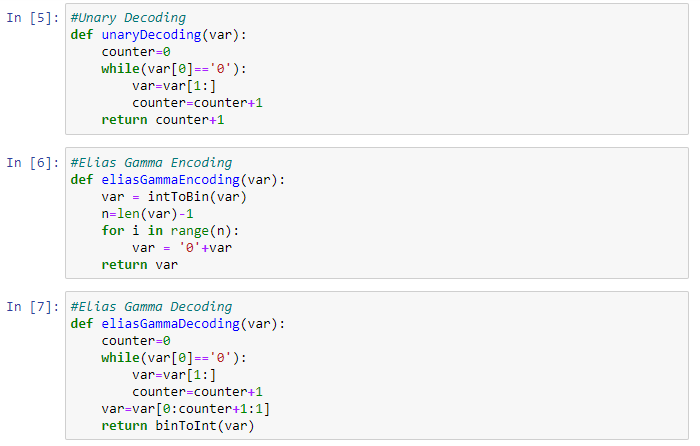 In [5]: #Unary Decoding
def unaryDecoding(var):
    counter=0
    while(var[0]=='0'):
        var=var[1:]
        counter=counter+1
    return counter+1
In [6]: #Elias Gamma Encoding
def eliasGammaEncoding(var):
    var = intToBin(var)
    n=len(var)-1
    for i in range(n):
        var = '0'+var
    return var
In [7]: #Elias Gamma Decoding
def eliasGammaDecoding(var):
    counter=0
    while(var[0]=='0'):
        var=var[1:]
        counter=counter+1
    var=var[0:counter+1:1]
    return binToInt(var)